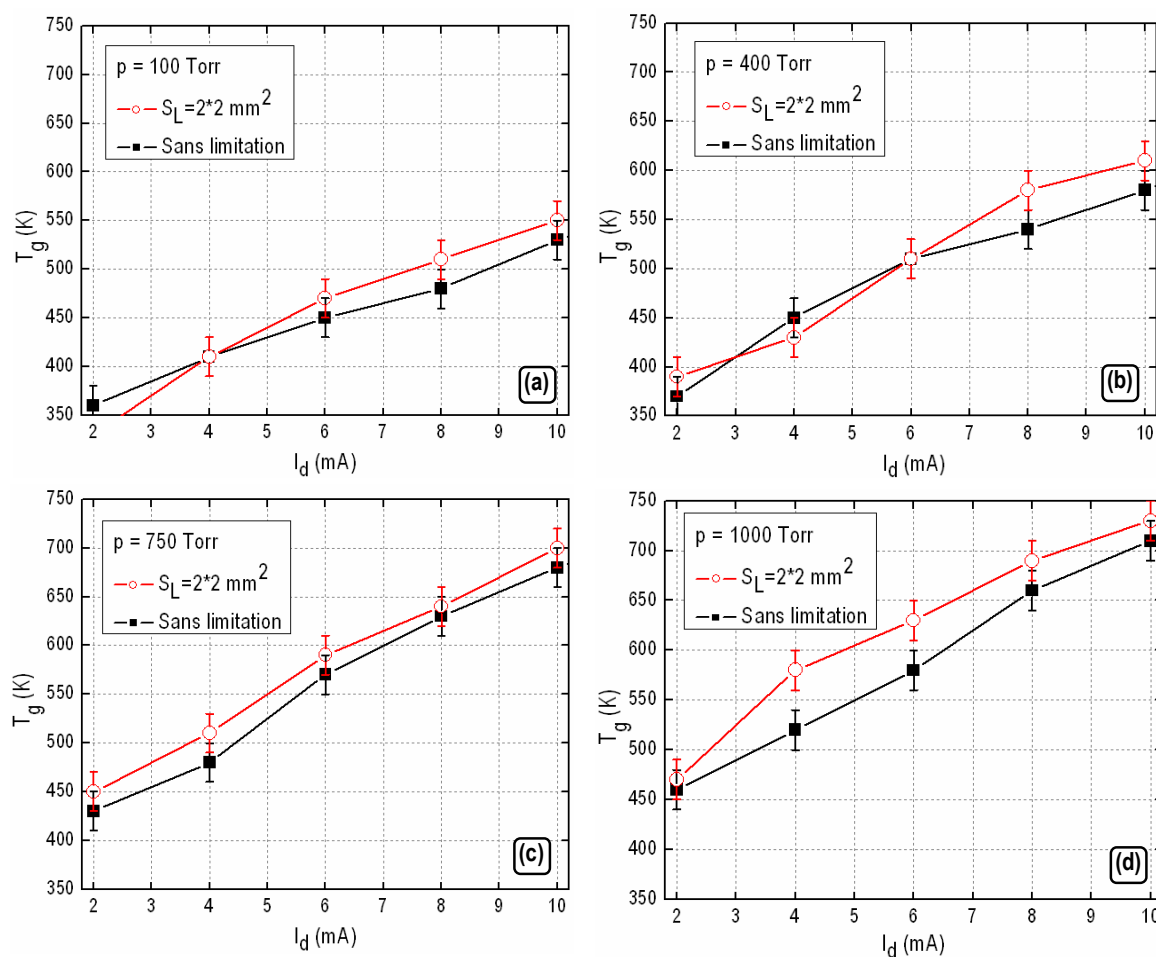 750
700
650
600
550
500
450
400
350
T_g (K)
p = 100 Torr
S_L=2*2 mm^2
Sans limitation
(a)
2 3 4 5 6 7 8 9 10
I_d (mA)
750
700
650
600
550
500
450
400
350
T_g (K)
p = 400 Torr
S_L=2*2 mm^2
Sans limitation
(b)
2 3 4 5 6 7 8 9 10
I_d (mA)
750
700
650
600
550
500
450
400
350
T_g (K)
p = 750 Torr
S_L=2*2 mm^2
Sans limitation
(c)
2 3 4 5 6 7 8 9 10
I_d (mA)
750
700
650
600
550
500
450
400
350
T_g (K)
p = 1000 Torr
S_L=2*2 mm^2
Sans limitation
(d)
2 3 4 5 6 7 8 9 10
I_d (mA)